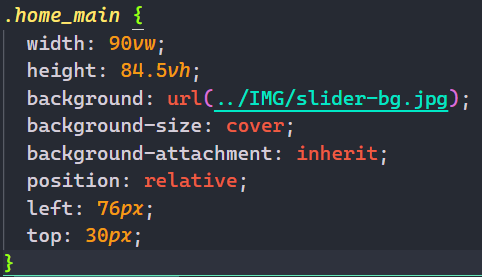 .home_main {
width: 90vw;
height: 84.5vh;
background: url(../IMG/slider-bg.jpg);
background-size: cover;
background-attachment: inherit;
position: relative;
left: 76px;
top: 30px;
}